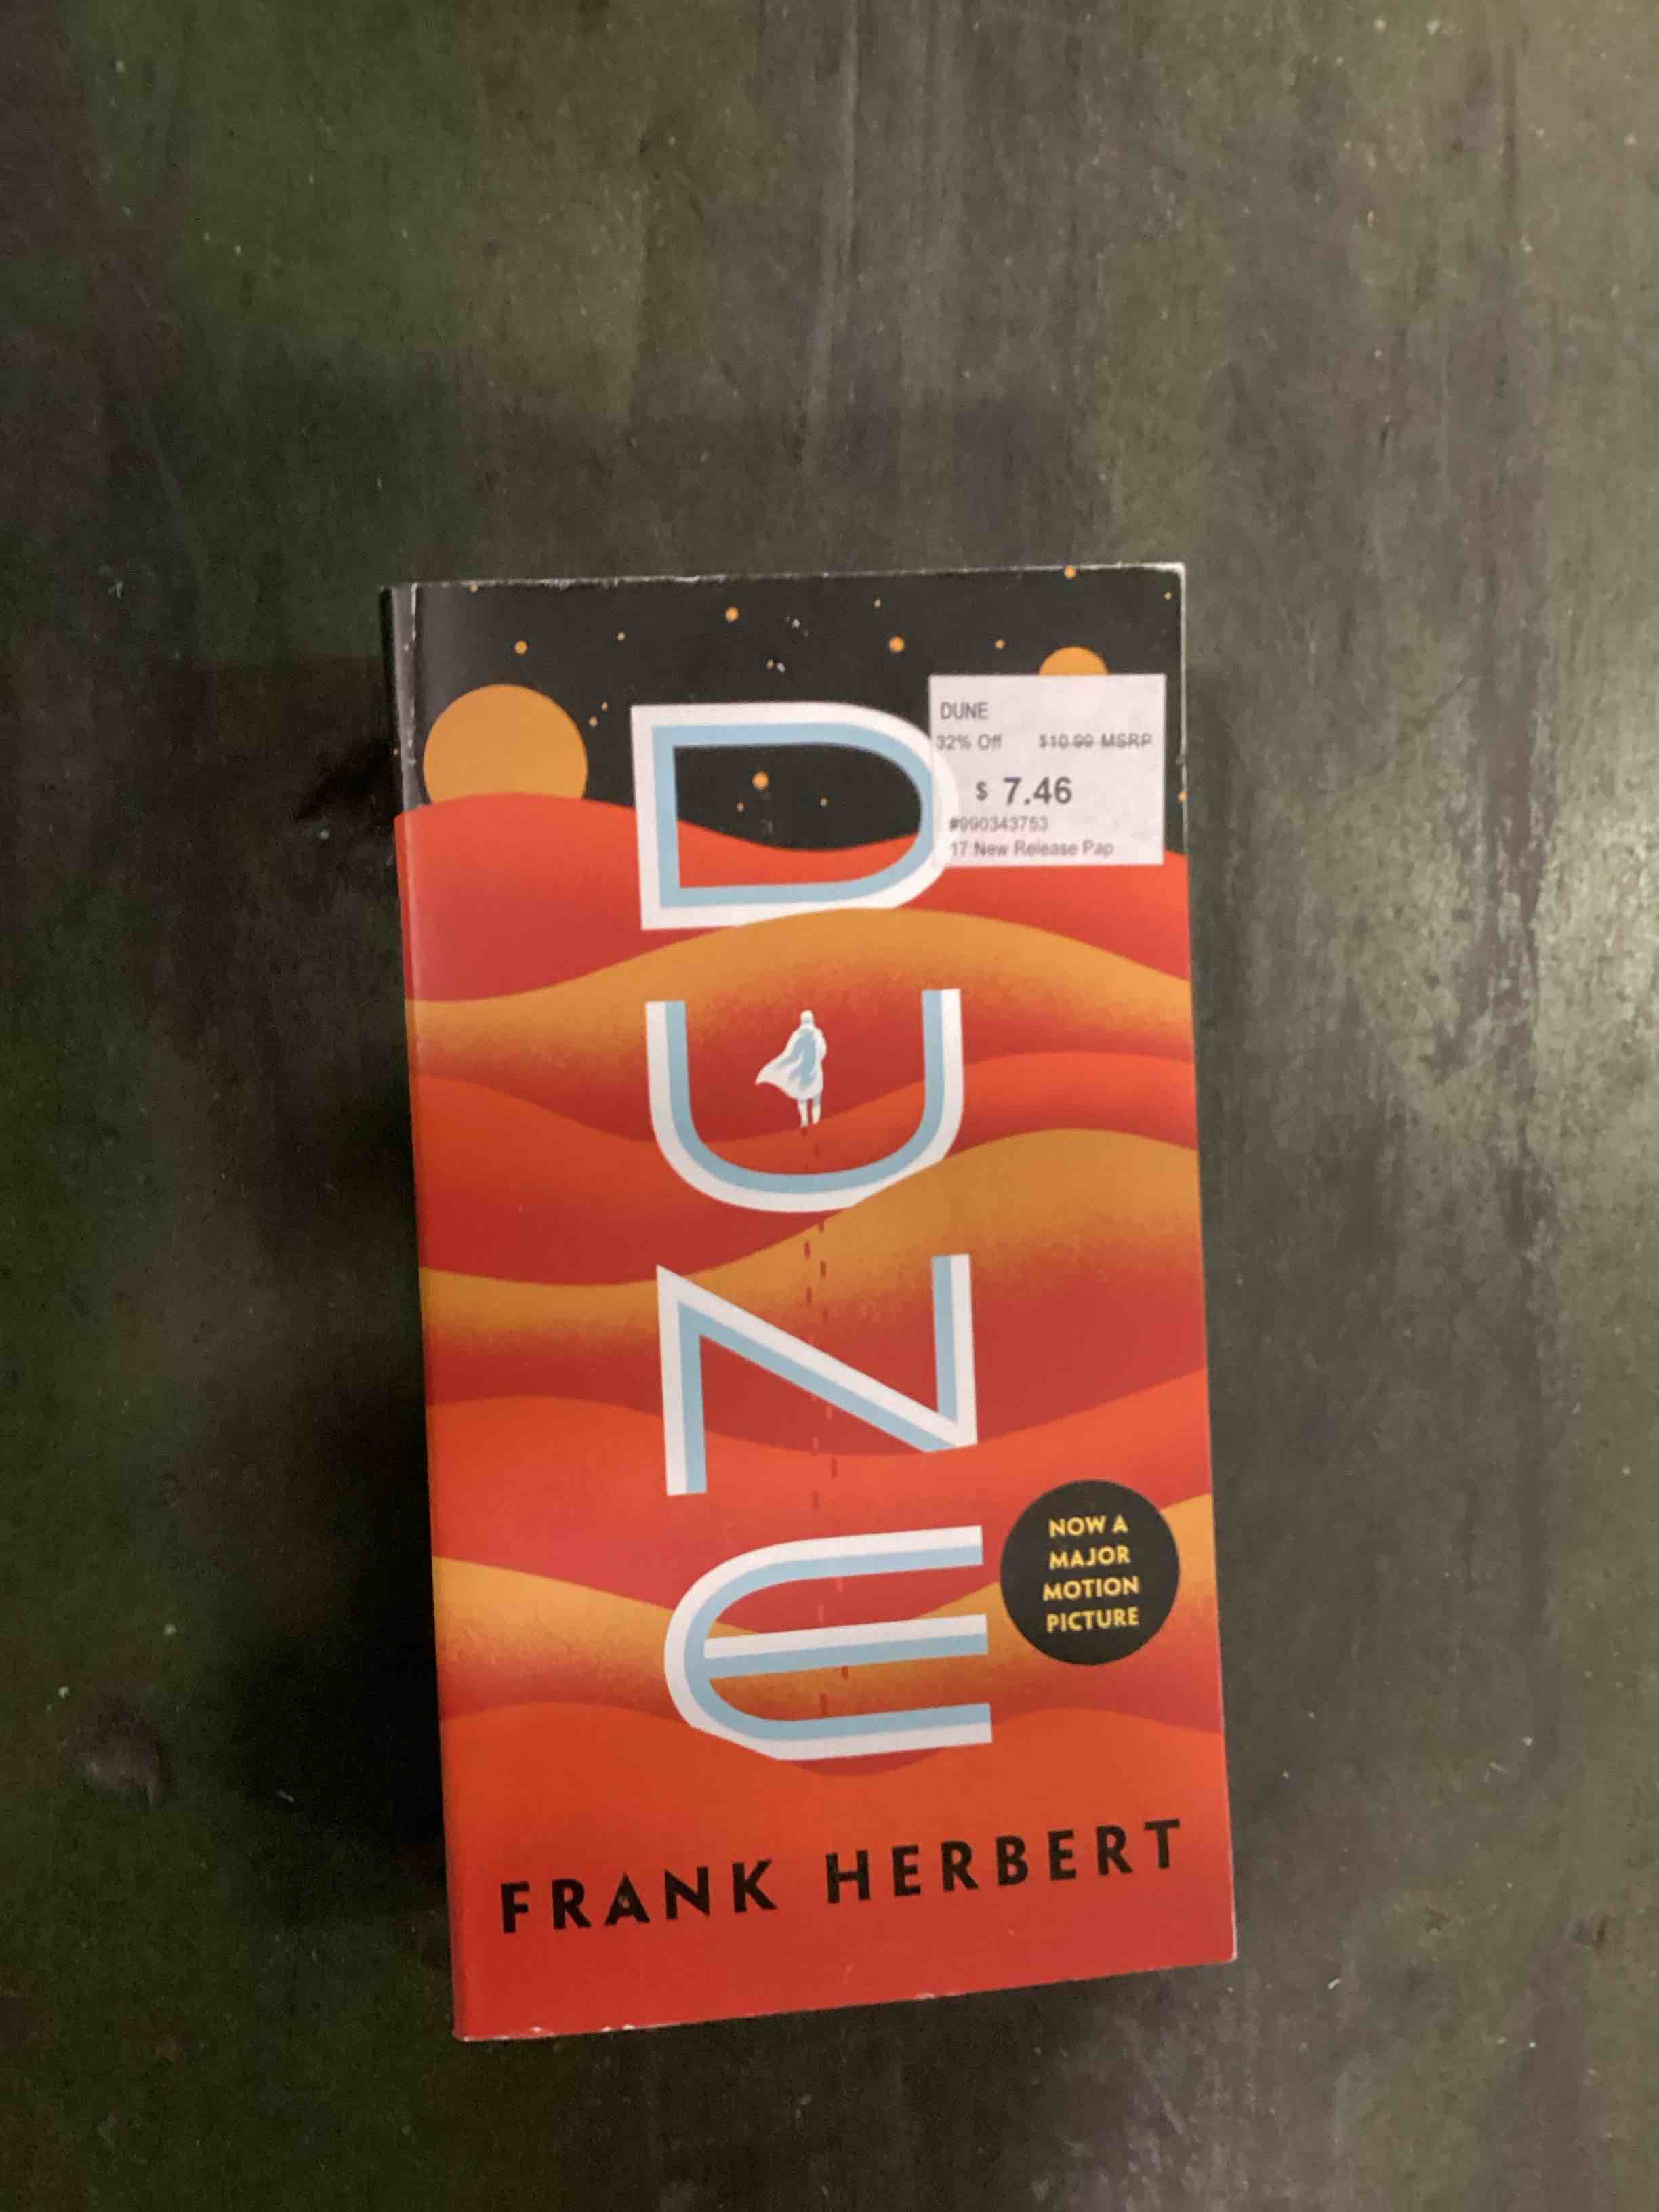 DUNE
32% Off $10.99 MSRP
$ 7.46
#090343753
17 New Release Pap
DUNE
NOW A
MAJOR
MOTION
PICTURE
FRANK HERBERT